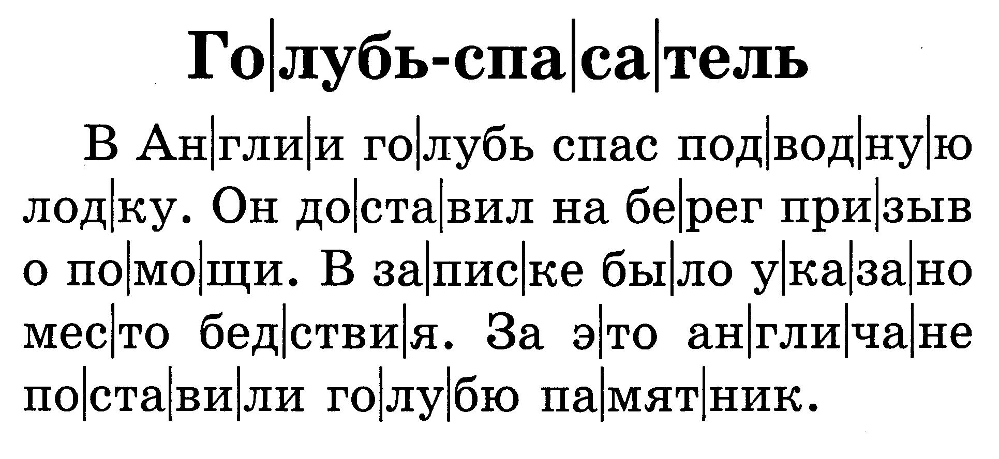 Го|лубь-спа|са|тель
В Ан|гли|и го|лубь спас под|вод|ну|ю
лод|ку. Он до|ста|вил на бе|рег при|зыв
о по|мо|щи. В за|пис|ке бы|ло у|ка|за|но
мес|то бед|стви|я. За э|то ан|гли|ча|не
по|ста|ви|ли го|лу|бю па|мят|ник.